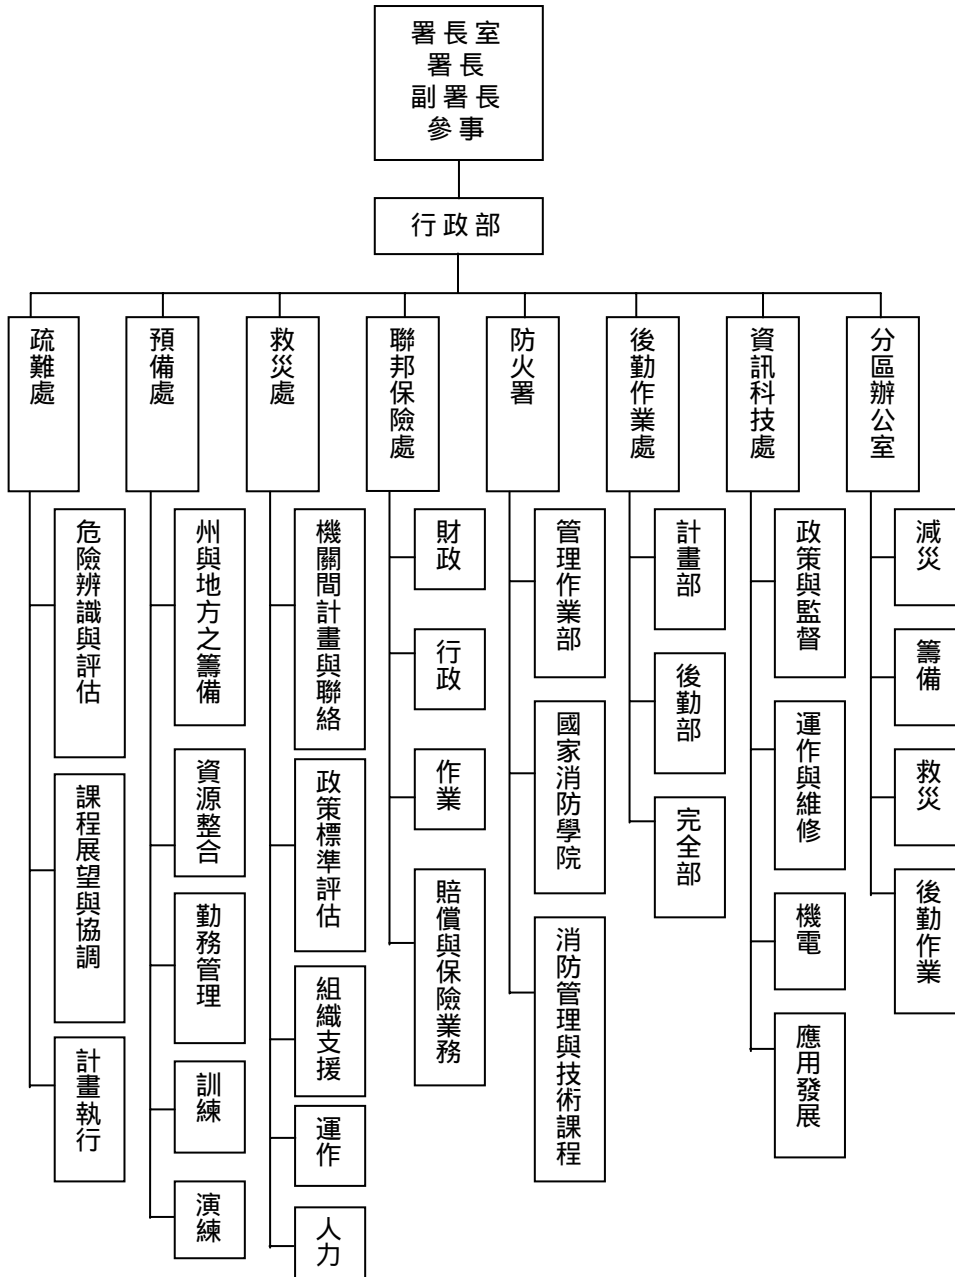 署長室
署長
副署長
參事
行政部
疏難處
預備處
救災處
聯邦保險處
防火署
後勤作業處
資訊科技處
分區辦公室
危險辨識與評估
課程展望與協調
計畫執行
州與地方之籌備
資源整合
勤務管理
訓練
演練
機關間計畫與聯絡
政策標準評估
組織支援
運作
人力
財政
行政
作業
賠償與保險業務
管理作業部
國家消防學院
消防管理與技術課程
計畫部
後勤部
完全部
政策與監督
運作與維修
機電
應用發展
減災
籌備
救災
後勤作業